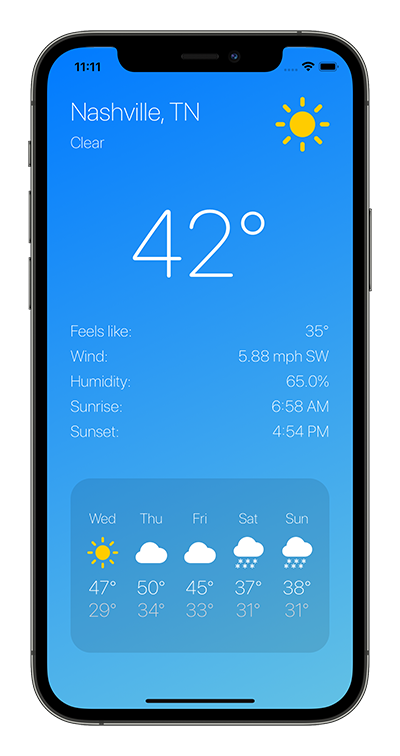 11:11
Nashville, TN
Clear
42°
Feels like: 35°
Wind: 5.88 mph SW
Humidity: 65.0%
Sunrise: 6:58 AM
Sunset: 4:54 PM
Wed Thu Fri Sat Sun
47° 50° 45° 37° 38°
29° 34° 33° 31° 31°